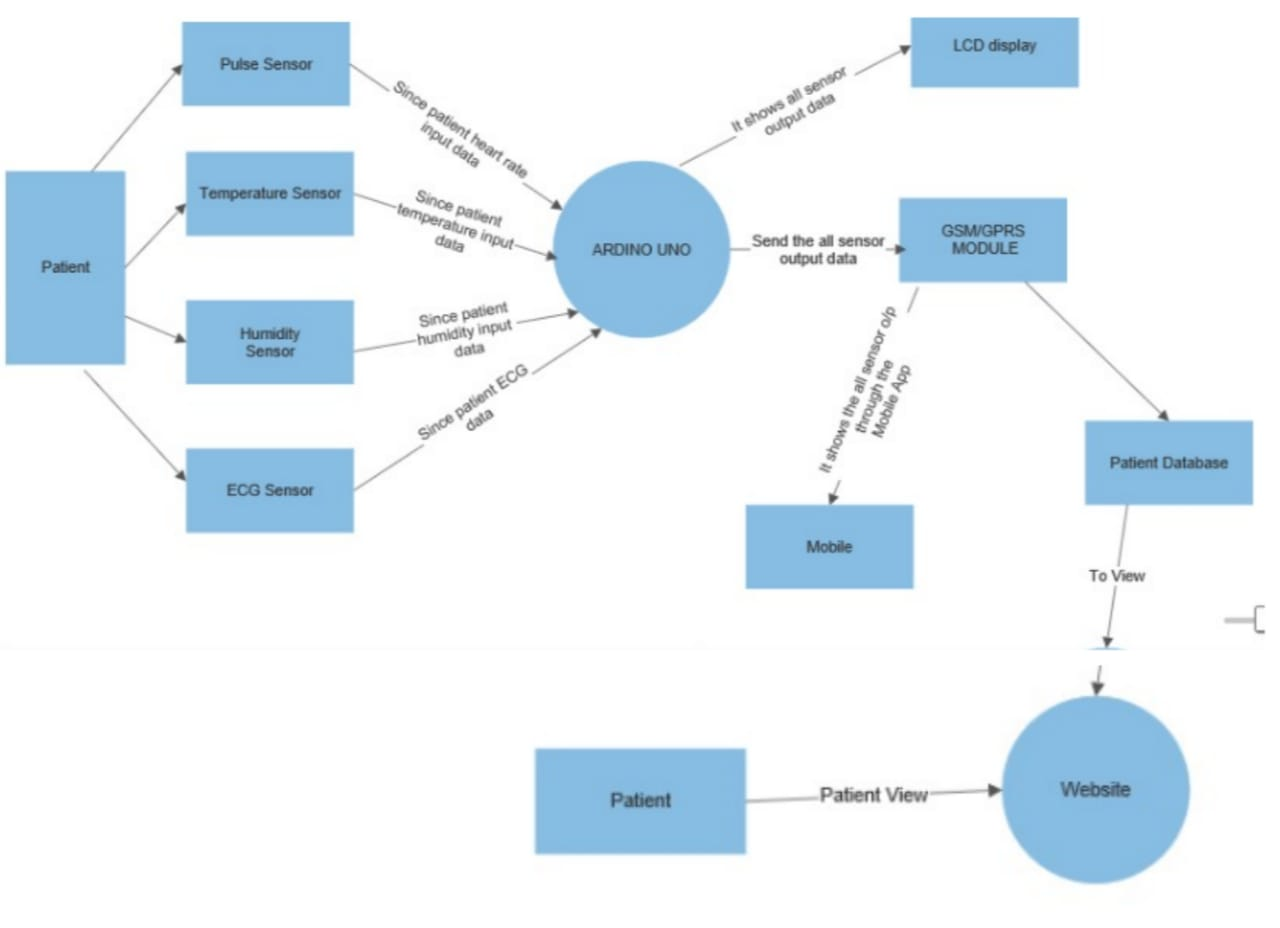 Pulse Sensor
Since patient heart rate
input data
LCD display
It shows all sensor
output data
Temperature Sensor
Since patient
temperature input
data
Patient
ARDINO UNO
Send the all sensor
output data
GSM/GPRS
MODULE
Humidity
Sensor
Since patient
humidity input
data
Since patient ECG
data
ECG Sensor
It shows the all sensor o/p
through the
Mobile App
Mobile
Patient Database
To View
Patient
Patient View
Website